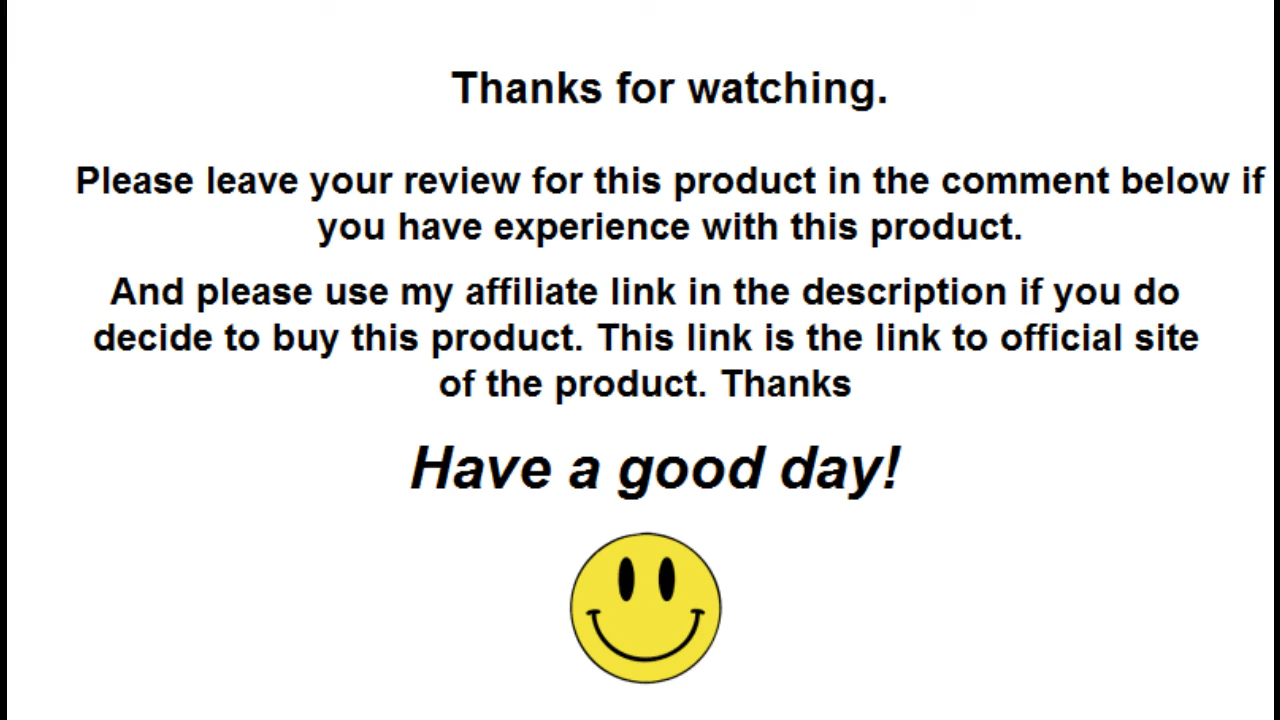 Thanks for watching.
Please leave your review for this product in the comment below if
you have experience with this product.
And please use my affiliate link in the description if you do
decide to buy this product. This link is the link to official site
of the product. Thanks
Have a good day!